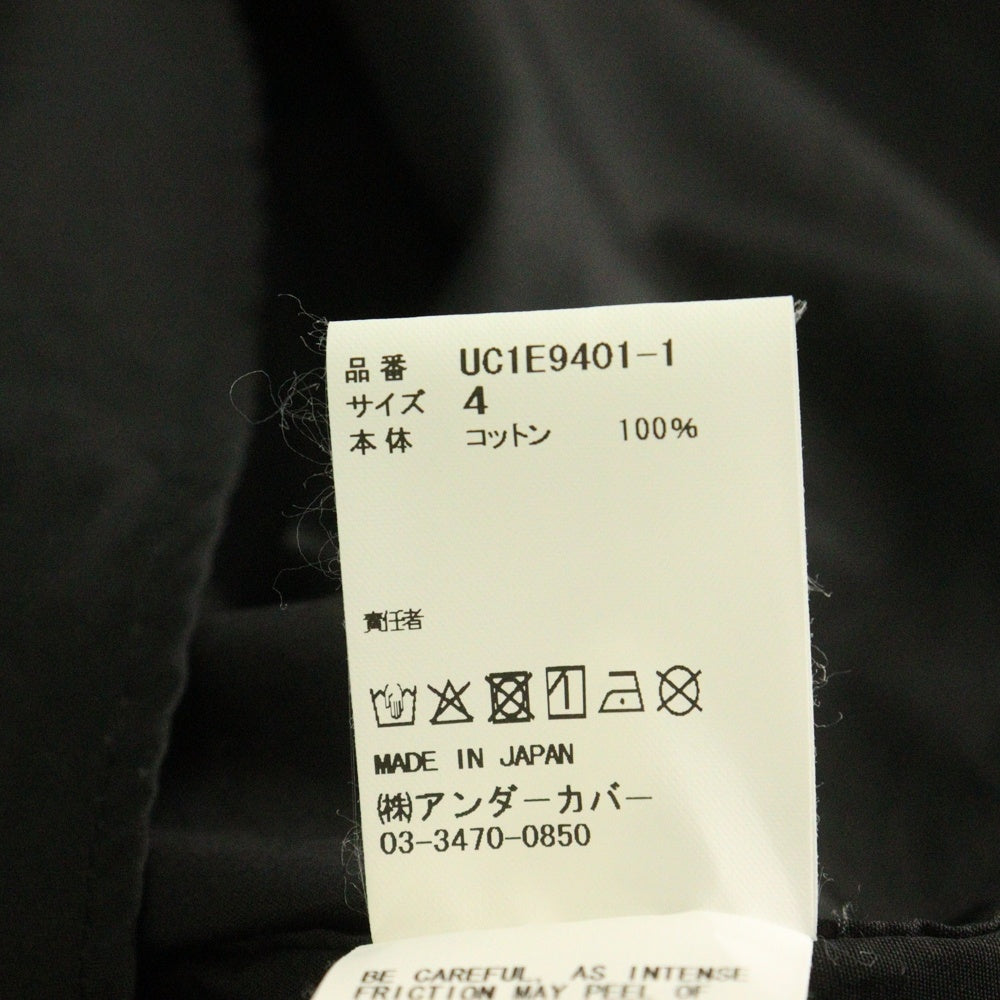 品番 UC1E9401-1
サイズ 4
本体 コットン 100%
責任者
MADE IN JAPAN
㈱アンダーカバー
03-3470-0850
BE CAREFUL, AS INTENSE
FRICTION MAY PEEL OF